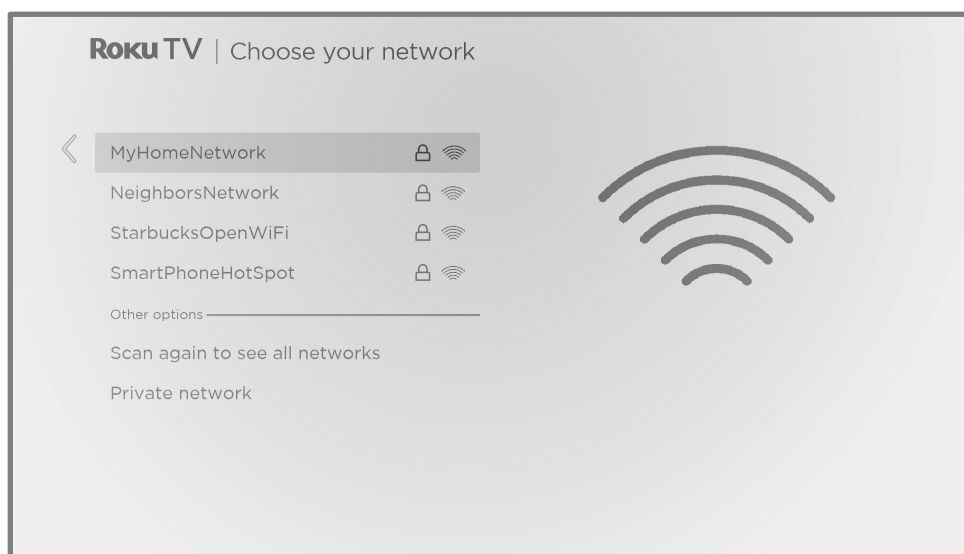 Roku TV | Choose your network
MyHomeNetwork
NeighborsNetwork
StarbucksOpenWiFi
SmartPhoneHotSpot
Other options
Scan again to see all networks
Private network